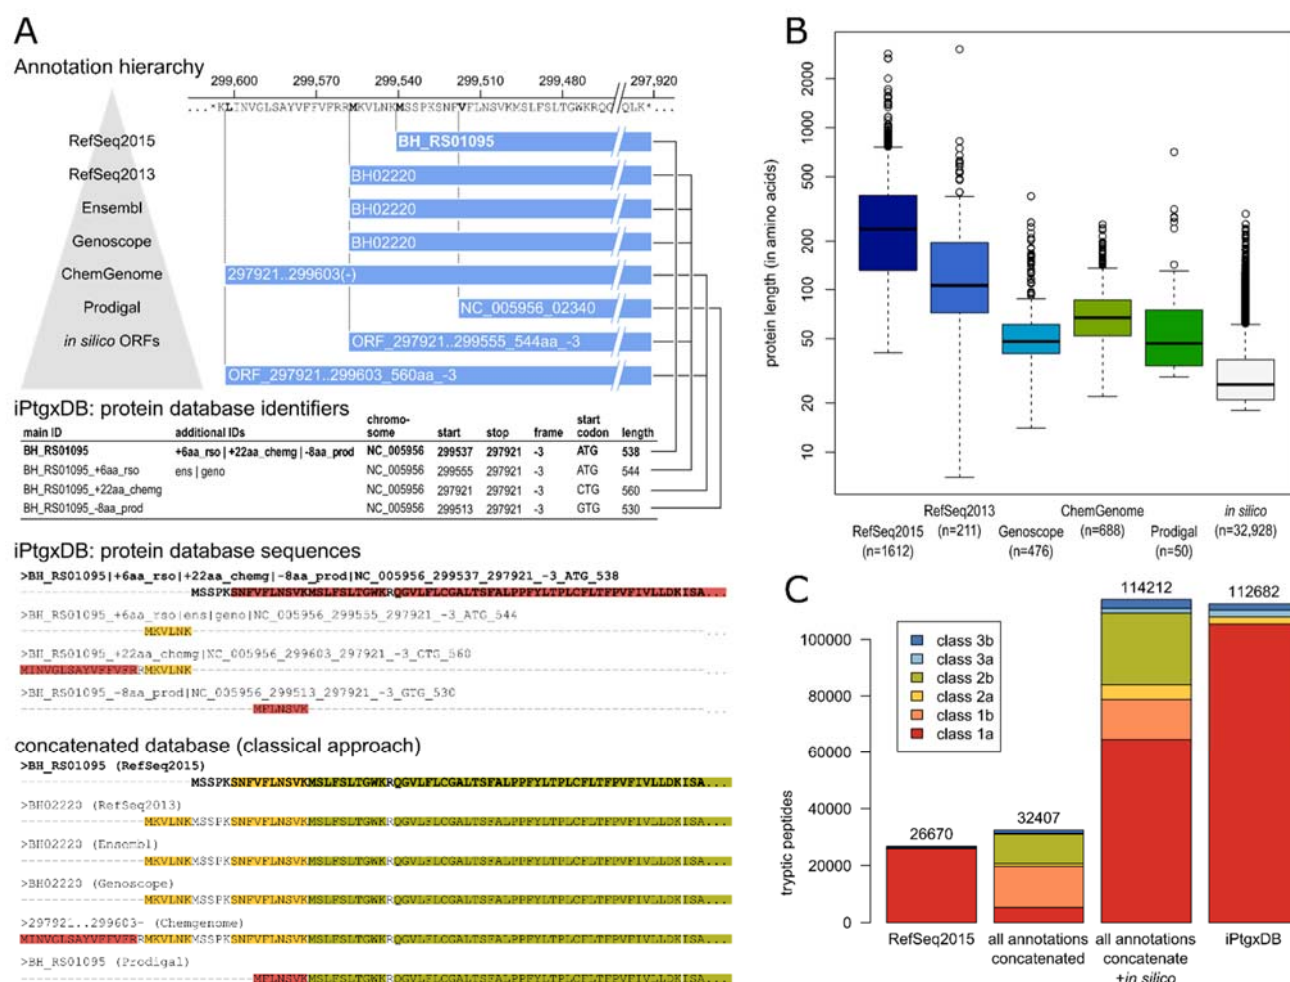 A
Annotation hierarchy
299,600 299,570 299,540 299,510 299,480 297,920
RefSeq2015
BH_RS01095
RefSeq2013
BH02220
Ensembl
BH02220
Genoscope
BH02220
ChemGenome
297921..299603(-)
Prodigal
NC_005956_02340
in silico ORFs
ORF_297921..299555_544aa_-3
ORF_297921..299603_560aa_-3
iPtgxDB: protein database identifiers
main ID additional IDs chromo-some start stop frame start codon length
BH_RS01095 +6aa_rso | +22aa_chemg | -8aa_prod NC_005956 299537 297921 -3 ATG 538
BH_RS01095_+6aa_rso ens | geno NC_005956 299555 297921 -3 ATG 544
BH_RS01095_+22aa_chemg NC_005956 297921 297921 -3 CTG 560
BH_RS01095_-8aa_prod NC_005956 299513 297921 -3 GTG 530
iPtgxDB: protein database sequences
>BH_RS01095|+6aa_rso|+22aa_chemg|-8aa_prod|NC_005956_299537_297921_-3_ATG_538
MSSPKSNFVFLNSVKMSLFSLTGWKRQGVLFLCGALTSFALPPFYLTPLCFLTFPVFIVLLDKISA...
>BH_RS01095_+6aa_rso|ens|geno|NC_005956_299555_297921_-3_ATG_544
MKVLNK
>BH_RS01095_+22aa_chemg|NC_005956_299603_297921_-3_CTG_560
MINVGLSAYVFFVFRRMKVLNK
>BH_RS01095_-8aa_prod|NC_005956_299513_297921_-3_GTG_530
MFLNSVK
concatenated database (classical approach)
>BH_RS01095 (RefSeq2015)
MSSPKSNFVFLNSVKMSLFSLTGWKRQGVLFLCGALTSFALPPFYLTPLCFLTFPVFIVLLDKISA...
>BH02220 (RefSeq2013)
MKVLNKMSSPKSNFVFLNSVKMSLFSLTGWKRQGVLFLCGALTSFALPPFYLTPLCFLTFPVFIVLLDKISA...
>BH02220 (Ensembl)
MKVLNKMSSPKSNFVFLNSVKMSLFSLTGWKRQGVLFLCGALTSFALPPFYLTPLCFLTFPVFIVLLDKISA...
>BH02220 (Genoscope)
MKVLNKMSSPKSNFVFLNSVKMSLFSLTGWKRQGVLFLCGALTSFALPPFYLTPLCFLTFPVFIVLLDKISA...
>297921..299603- (Chemgenome)
MINVGLSAYVFFVFRRMKVLNKMSSPKSNFVFLNSVKMSLFSLTGWKRQGVLFLCGALTSFALPPFYLTPLCFLTFPVFIVLLDKISA...
>BH_RS01095 (Prodigal)
MFLNSVKMSLFSLTGWKRQGVLFLCGALTSFALPPFYLTPLCFLTFPVFIVLLDKISA...
B
protein length (in amino acids)
2000
1000
500
200
100
50
20
10
RefSeq2015
(n=1612)
RefSeq2013
(n=211)
Genoscope
(n=476)
ChemGenome
(n=688)
Prodigal
(n=50)
in silico
(n=32,928)
C
tryptic peptides
100000
80000
60000
40000
20000
0
class 3b
class 3a
class 2b
class 2a
class 1b
class 1a
26670
32407
114212
112682
RefSeq2015
all annotations
concatenated
all annotations
concatenate
+in silico
iPtgxDB